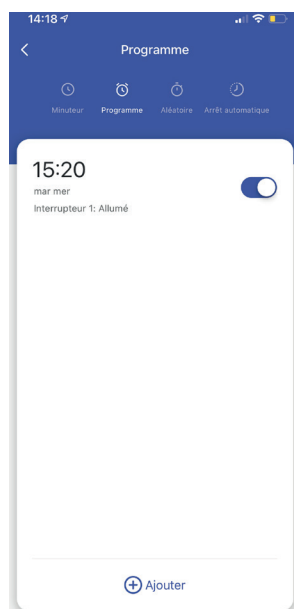 14:18
Programme
Minuteur Programme Aléatoire Arrêt automatique
15:20
mar mer
Interrupteur 1: Allumé
Ajouter